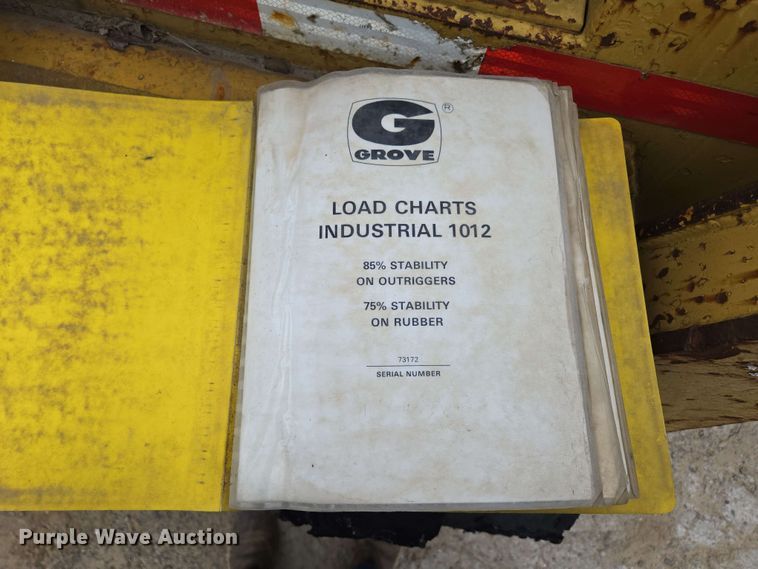 G ®
GROVE
LOAD CHARTS
INDUSTRIAL 1012
85% STABILITY
ON OUTRIGGERS
75% STABILITY
ON RUBBER
73172
SERIAL NUMBER
Purple Wave Auction